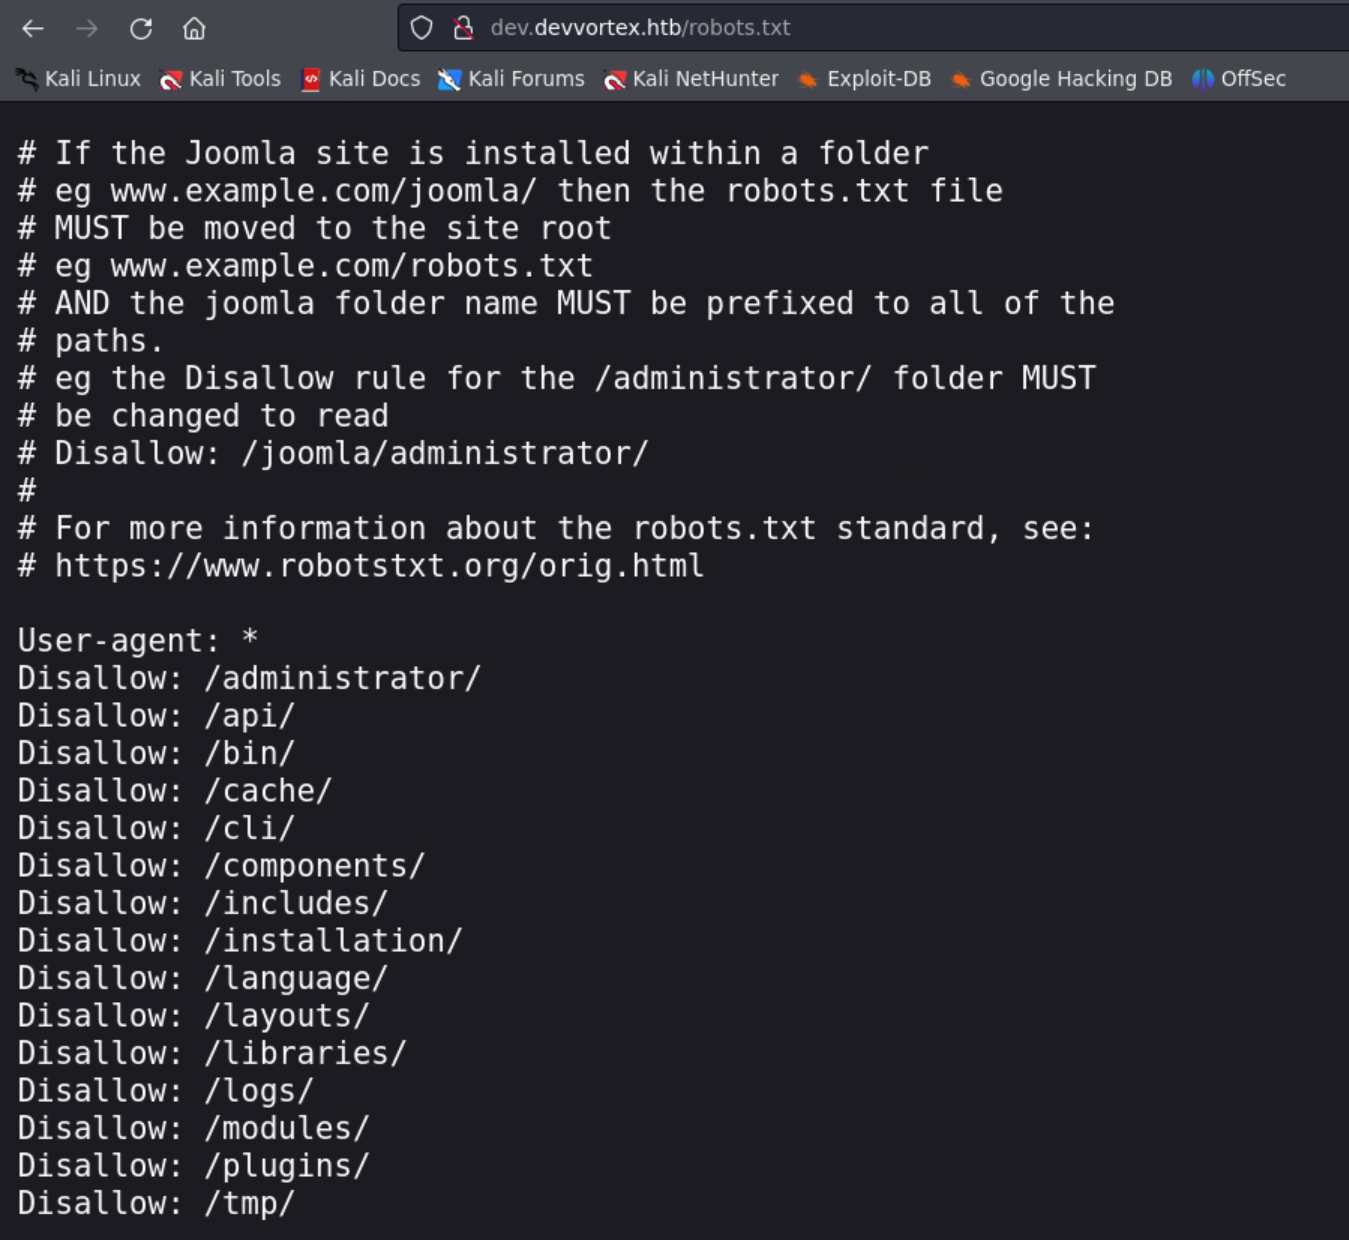 dev.devvortex.htb/robots.txt
Kali Linux Kali Tools Kali Docs Kali Forums Kali NetHunter Exploit-DB Google Hacking DB OffSec
# If the Joomla site is installed within a folder
# eg www.example.com/joomla/ then the robots.txt file
# MUST be moved to the site root
# eg www.example.com/robots.txt
# AND the joomla folder name MUST be prefixed to all of the
# paths.
# eg the Disallow rule for the /administrator/ folder MUST
# be changed to read
# Disallow: /joomla/administrator/
#
# For more information about the robots.txt standard, see:
# https://www.robotstxt.org/orig.html

User-agent: *
Disallow: /administrator/
Disallow: /api/
Disallow: /bin/
Disallow: /cache/
Disallow: /cli/
Disallow: /components/
Disallow: /includes/
Disallow: /installation/
Disallow: /language/
Disallow: /layouts/
Disallow: /libraries/
Disallow: /logs/
Disallow: /modules/
Disallow: /plugins/
Disallow: /tmp/